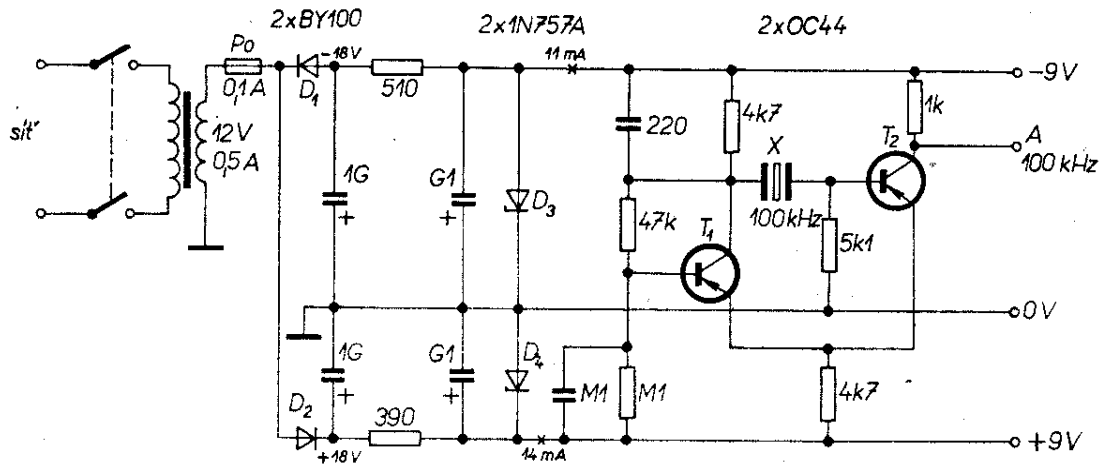 2xBY100
2x1N757A
2xOC44
síť
Po
0,1A
12V
0,5A
-18V
D1
510
11 mA
-9V
1G
+
G1
+
D3
220
4k7
X
100kHz
47k
T1
T2
1k
A
100 kHz
5k1
0V
1G
+
G1
+
D4
M1
M1
4k7
D2
+18V
390
14mA
+9V